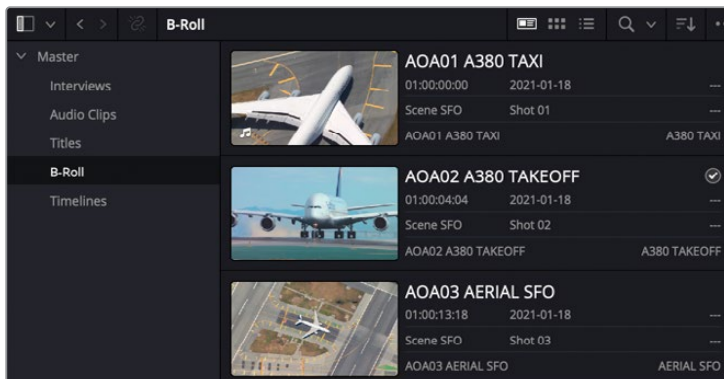 B-Roll
Master
Interviews
Audio Clips
Titles
B-Roll
Timelines
AOA01 A380 TAXI
01:00:00:00 2021-01-18 ---
Scene SFO Shot 01 ---
AOA01 A380 TAXI A380 TAXI
AOA02 A380 TAKEOFF
01:00:04:04 2021-01-18 ---
Scene SFO Shot 02 ---
AOA02 A380 TAKEOFF A380 TAKEOFF
AOA03 AERIAL SFO
01:00:13:18 2021-01-18 ---
Scene SFO Shot 03 ---
AOA03 AERIAL SFO AERIAL SFO